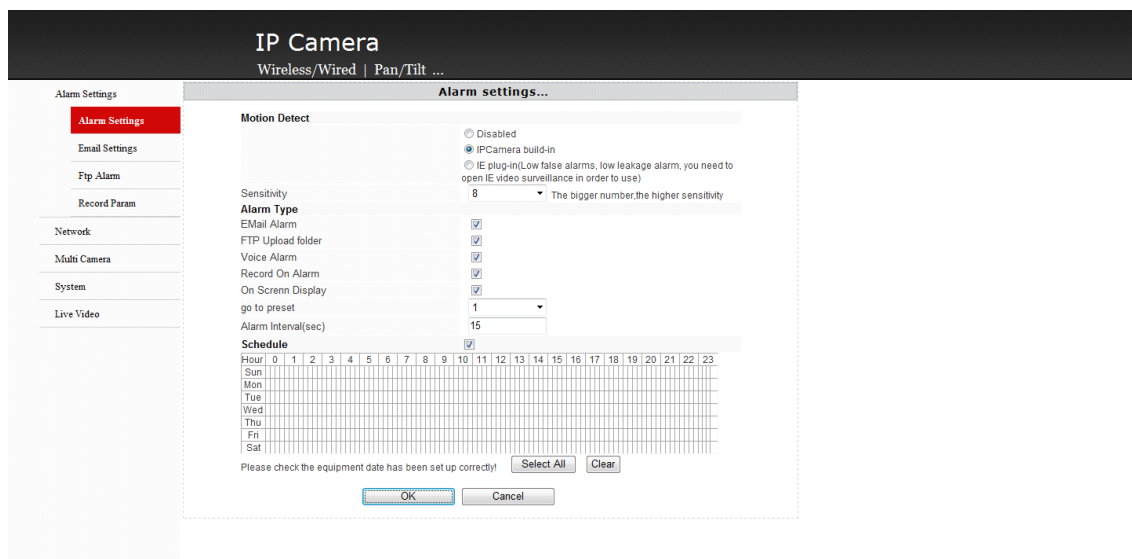 IP Camera
Wireless/Wired | Pan/Tilt ...
Alarm Settings
Alarm Settings
Email Settings
Ftp Alarm
Record Param
Network
Multi Camera
System
Live Video
Alarm settings...
Motion Detect
Disabled
IPCamera build-in
IE plug-in(Low false alarms, low leakage alarm, you need to
open IE video surveillance in order to use)
Sensitivity 8 The bigger number,the higher sensitivity
Alarm Type
EMail Alarm
FTP Upload folder
Voice Alarm
Record On Alarm
On Screnn Display
go to preset 1
Alarm Interval(sec) 15
Schedule
Hour 0 1 2 3 4 5 6 7 8 9 10 11 12 13 14 15 16 17 18 19 20 21 22 23
Sun
Mon
Tue
Wed
Thu
Fri
Sat
Please check the equipment date has been set up correctly! Select All Clear
OK Cancel